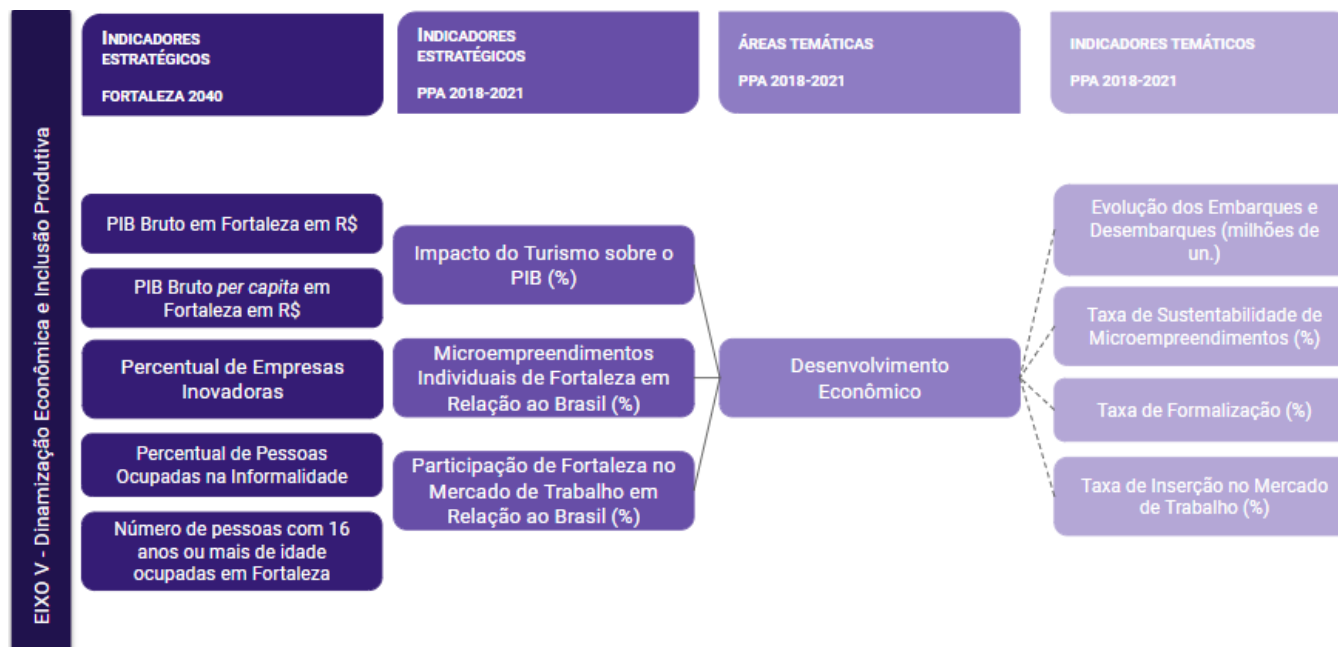 EIXO V - Dinamização Econômica e Inclusão Produtiva
INDICADORES
ESTRATÉGICOS
FORTALEZA 2040
INDICADORES
ESTRATÉGICOS
PPA 2018-2021
ÁREAS TEMÁTICAS
PPA 2018-2021
INDICADORES TEMÁTICOS
PPA 2018-2021
PIB Bruto em Fortaleza em R$
PIB Bruto per capita em
Fortaleza em R$
Percentual de Empresas
Inovadoras
Percentual de Pessoas
Ocupadas na Informalidade
Número de pessoas com 16
anos ou mais de idade
ocupadas em Fortaleza
Impacto do Turismo sobre o
PIB (%)
Microempreendimentos
Individuais de Fortaleza em
Relação ao Brasil (%)
Participação de Fortaleza no
Mercado de Trabalho em
Relação ao Brasil (%)
Desenvolvimento
Econômico
Evolução dos Embarques e
Desembarques (milhões de
un.)
Taxa de Sustentabilidade de
Microempreendimentos (%)
Taxa de Formalização (%)
Taxa de Inserção no Mercado
de Trabalho (%)